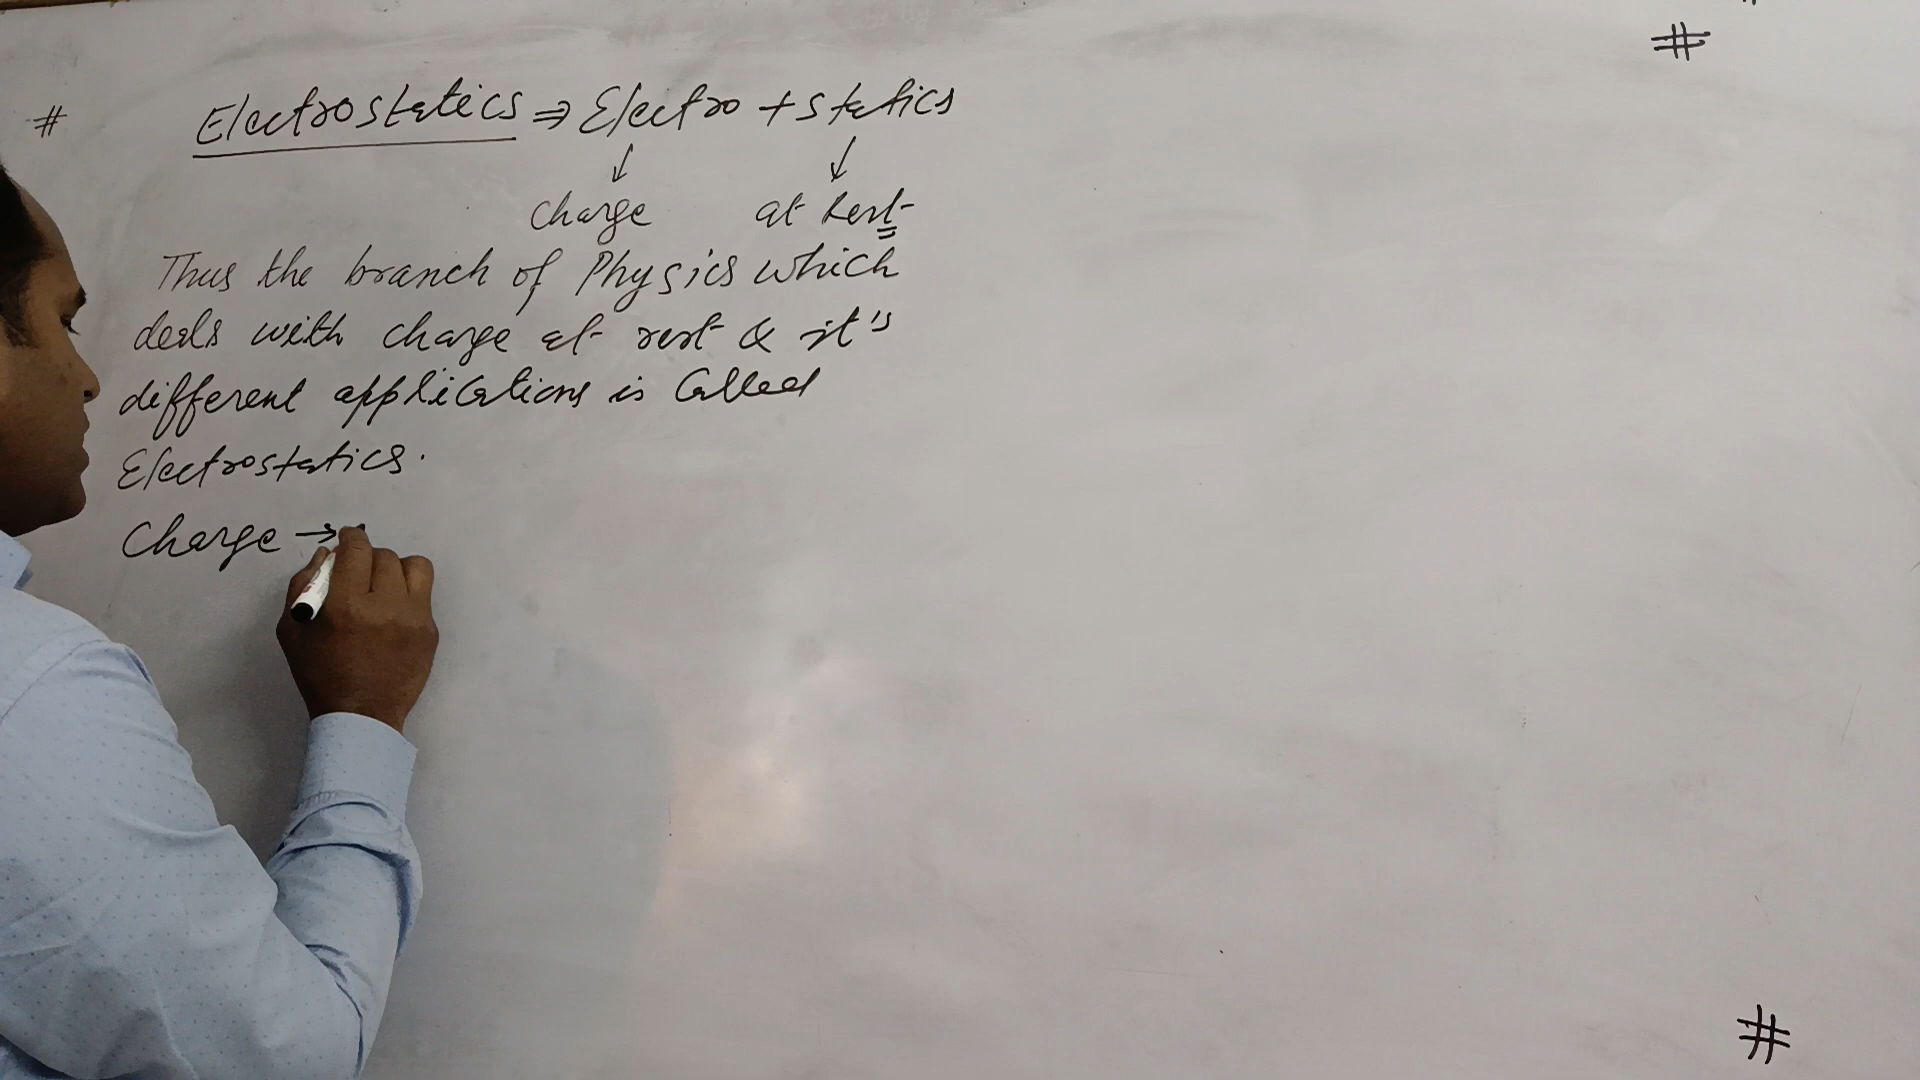 #
# Electrostatics ⇒ Electro + statics
↓ ↓
charge at Rest
Thus the branch of Physics which
deals with charge at rest & it's
different applications is Called
Electrostatics.
Charge →
#